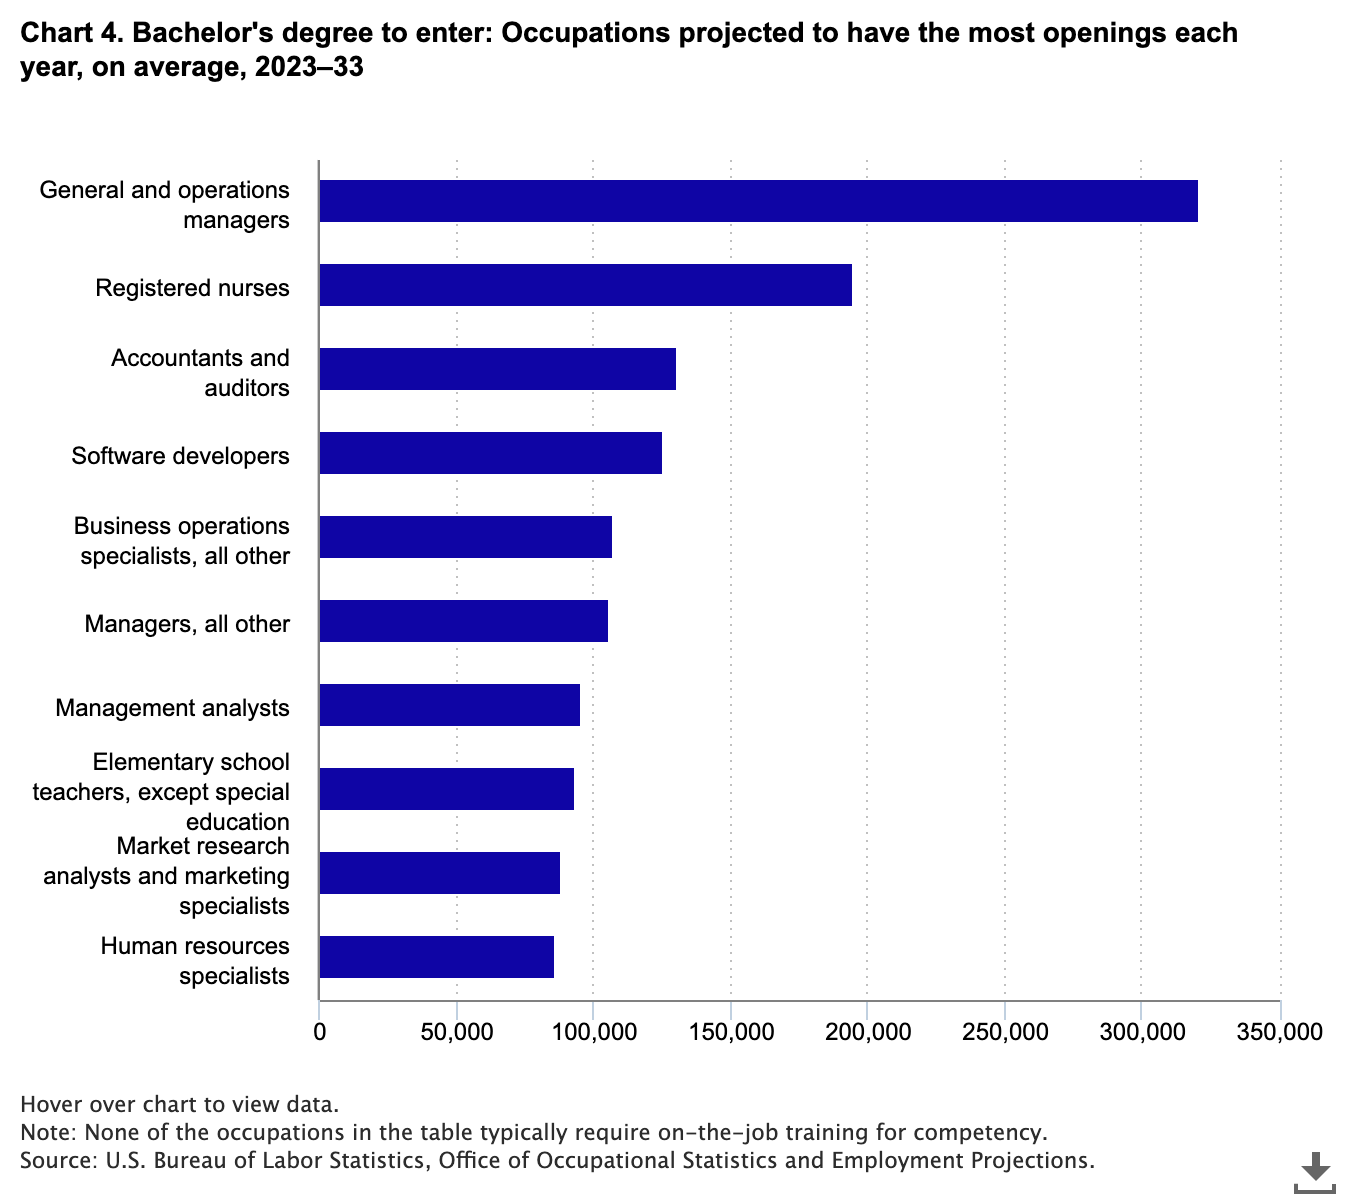 Chart 4. Bachelor's degree to enter: Occupations projected to have the most openings each
year, on average, 2023–33
General and operations
managers
Registered nurses
Accountants and
auditors
Software developers
Business operations
specialists, all other
Managers, all other
Management analysts
Elementary school
teachers, except special
education
Market research
analysts and marketing
specialists
Human resources
specialists
0 50,000 100,000 150,000 200,000 250,000 300,000 350,000
Hover over chart to view data.
Note: None of the occupations in the table typically require on-the-job training for competency.
Source: U.S. Bureau of Labor Statistics, Office of Occupational Statistics and Employment Projections.